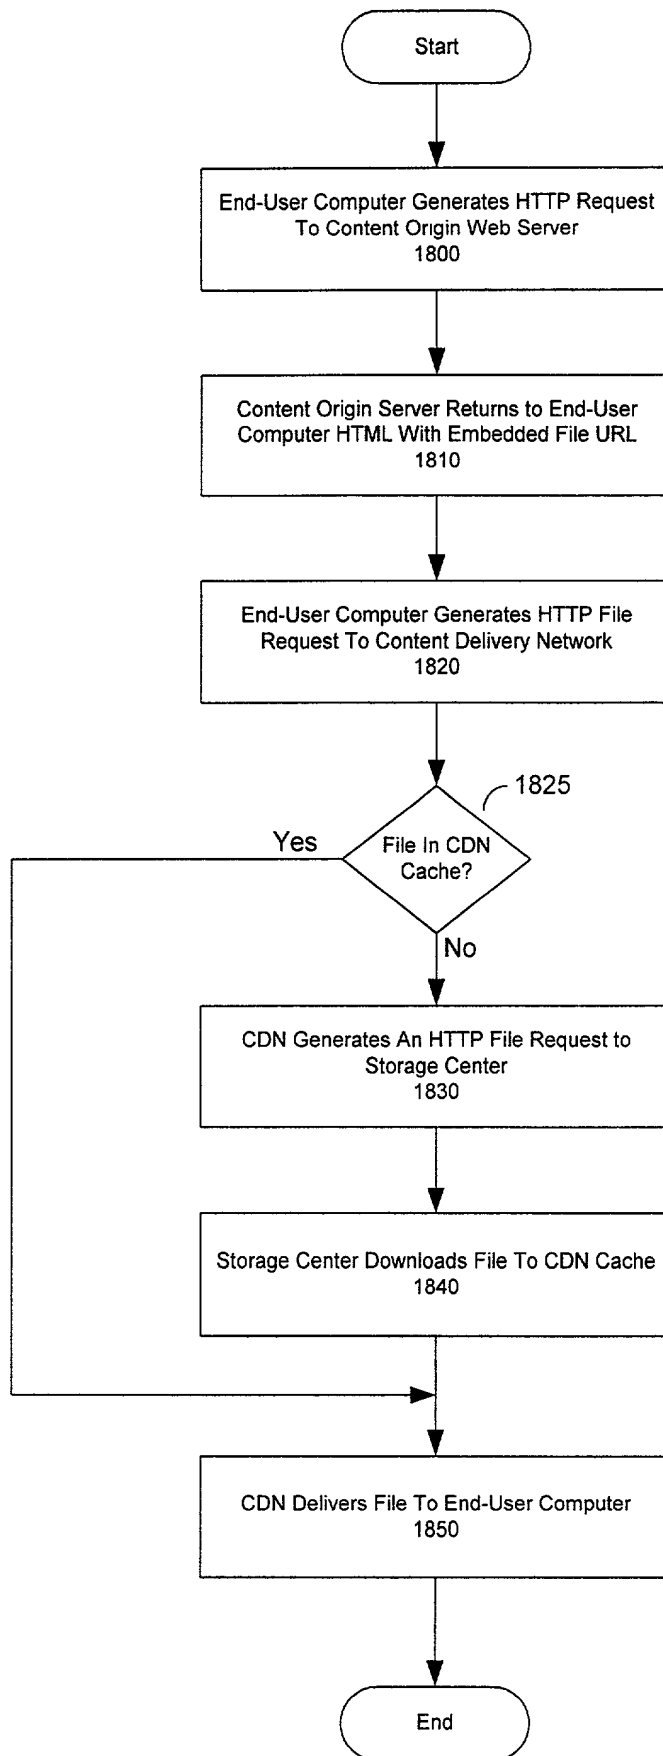 Start
End-User Computer Generates HTTP Request
To Content Origin Web Server
1800
Content Origin Server Returns to End-User
Computer HTML With Embedded File URL
1810
End-User Computer Generates HTTP File
Request To Content Delivery Network
1820
1825
Yes
File In CDN
Cache?
No
CDN Generates An HTTP File Request to
Storage Center
1830
Storage Center Downloads File To CDN Cache
1840
CDN Delivers File To End-User Computer
1850
End